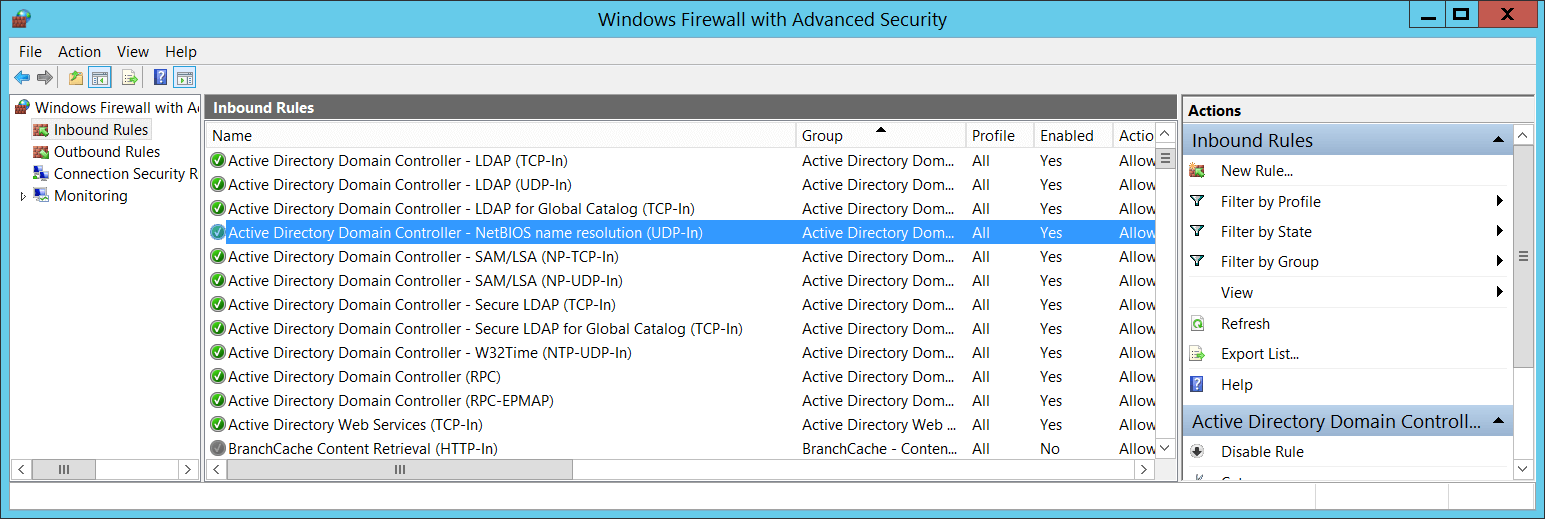 Windows Firewall with Advanced Security
File Action View Help
Windows Firewall with A
Inbound Rules
Outbound Rules
Connection Security R
Monitoring
Inbound Rules
Name Group Profile Enabled Actio
Active Directory Domain Controller - LDAP (TCP-In) Active Directory Dom... All Yes Allow
Active Directory Domain Controller - LDAP (UDP-In) Active Directory Dom... All Yes Allow
Active Directory Domain Controller - LDAP for Global Catalog (TCP-In) Active Directory Dom... All Yes Allow
Active Directory Domain Controller - NetBIOS name resolution (UDP-In) Active Directory Dom... All Yes Allow
Active Directory Domain Controller - SAM/LSA (NP-TCP-In) Active Directory Dom... All Yes Allow
Active Directory Domain Controller - SAM/LSA (NP-UDP-In) Active Directory Dom... All Yes Allow
Active Directory Domain Controller - Secure LDAP (TCP-In) Active Directory Dom... All Yes Allow
Active Directory Domain Controller - Secure LDAP for Global Catalog (TCP-In) Active Directory Dom... All Yes Allow
Active Directory Domain Controller - W32Time (NTP-UDP-In) Active Directory Dom... All Yes Allow
Active Directory Domain Controller (RPC) Active Directory Dom... All Yes Allow
Active Directory Domain Controller (RPC-EPMAP) Active Directory Dom... All Yes Allow
Active Directory Web Services (TCP-In) Active Directory Web ... All Yes Allow
BranchCache Content Retrieval (HTTP-In) BranchCache - Conten... All No Allow
Actions
Inbound Rules
New Rule...
Filter by Profile
Filter by State
Filter by Group
View
Refresh
Export List...
Help
Active Directory Domain Controll...
Disable Rule